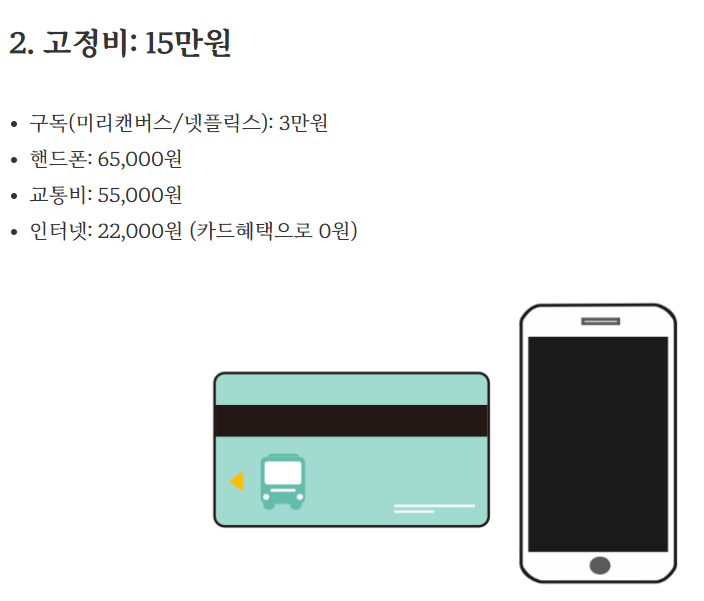 2. 고정비: 15만원
• 구독(미리캔버스/넷플릭스): 3만원
• 핸드폰: 65,000원
• 교통비: 55,000원
• 인터넷: 22,000원 (카드혜택으로 0원)